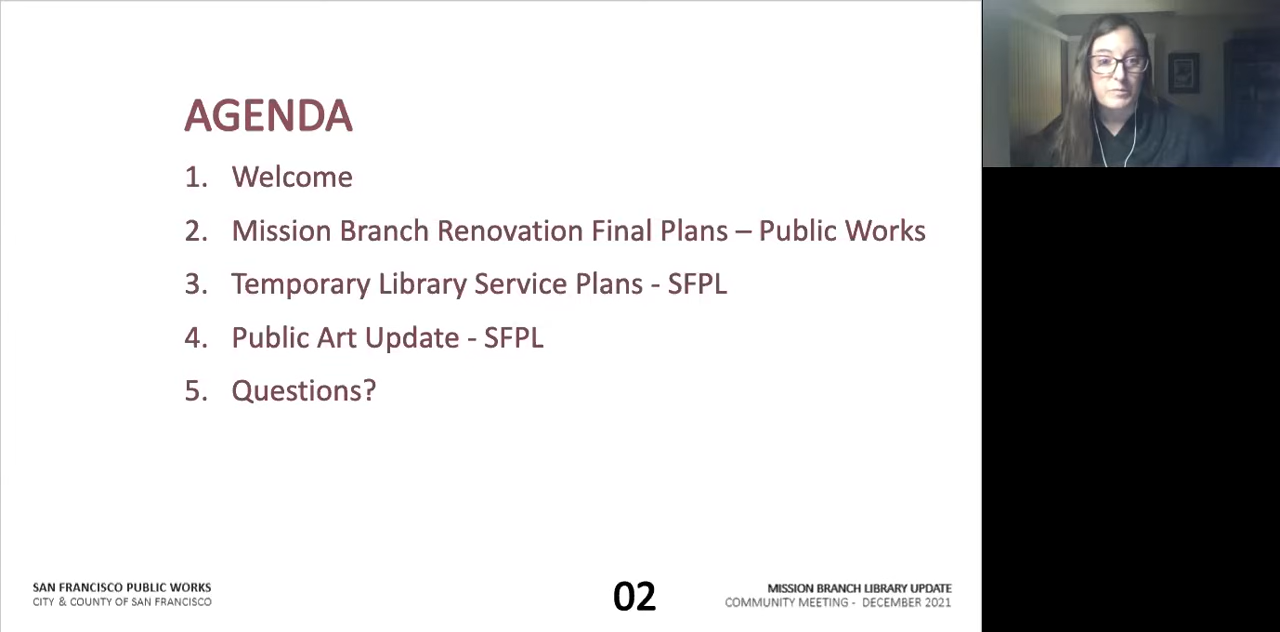 AGENDA
1. Welcome
2. Mission Branch Renovation Final Plans – Public Works
3. Temporary Library Service Plans - SFPL
4. Public Art Update - SFPL
5. Questions?
SAN FRANCISCO PUBLIC WORKS
CITY & COUNTY OF SAN FRANCISCO
02
MISSION BRANCH LIBRARY UPDATE
COMMUNITY MEETING - DECEMBER 2021